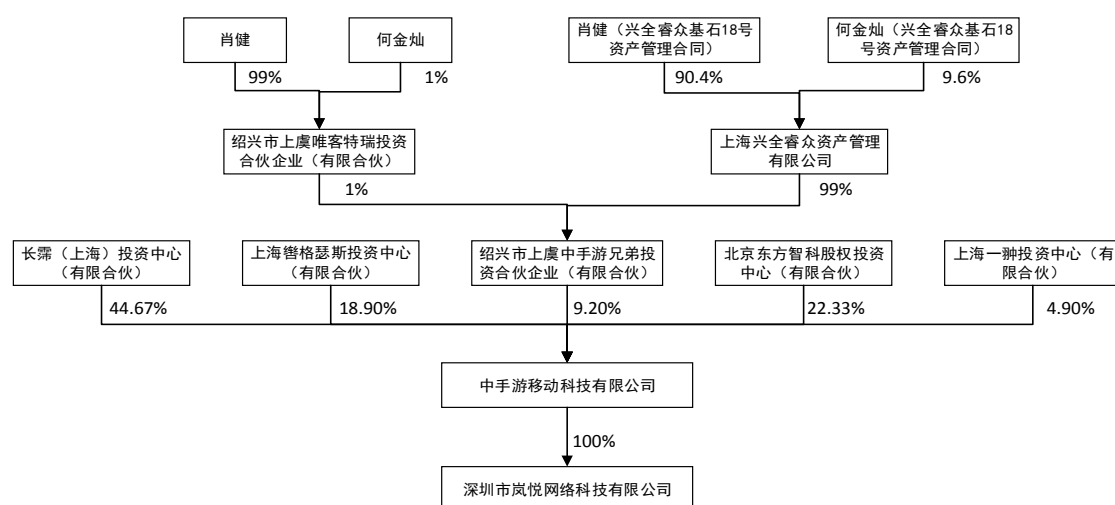 肖健
何金灿
肖健（兴全睿众基石18号
资产管理合同）
何金灿（兴全睿众基石18
号资产管理合同）
99%
1%
90.4%
9.6%
绍兴市上虞唯客特瑞投资
合伙企业（有限合伙）
上海兴全睿众资产管理
有限公司
1%
99%
长霈（上海）投资中心
（有限合伙）
上海辔格瑟斯投资中心
（有限合伙）
绍兴市上虞中手游兄弟投
资合伙企业（有限合伙）
北京东方智科股权投资
中心（有限合伙）
上海一翀投资中心（有
限合伙）
44.67%
18.90%
9.20%
22.33%
4.90%
中手游移动科技有限公司
100%
深圳市岚悦网络科技有限公司